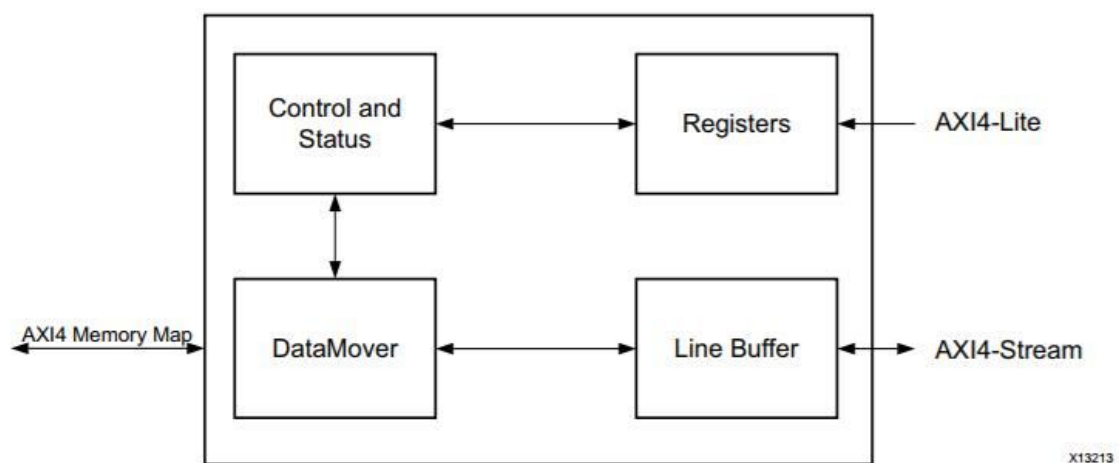 Control and
Status
Registers
AXI4-Lite
AXI4 Memory Map
DataMover
Line Buffer
AXI4-Stream
X13213